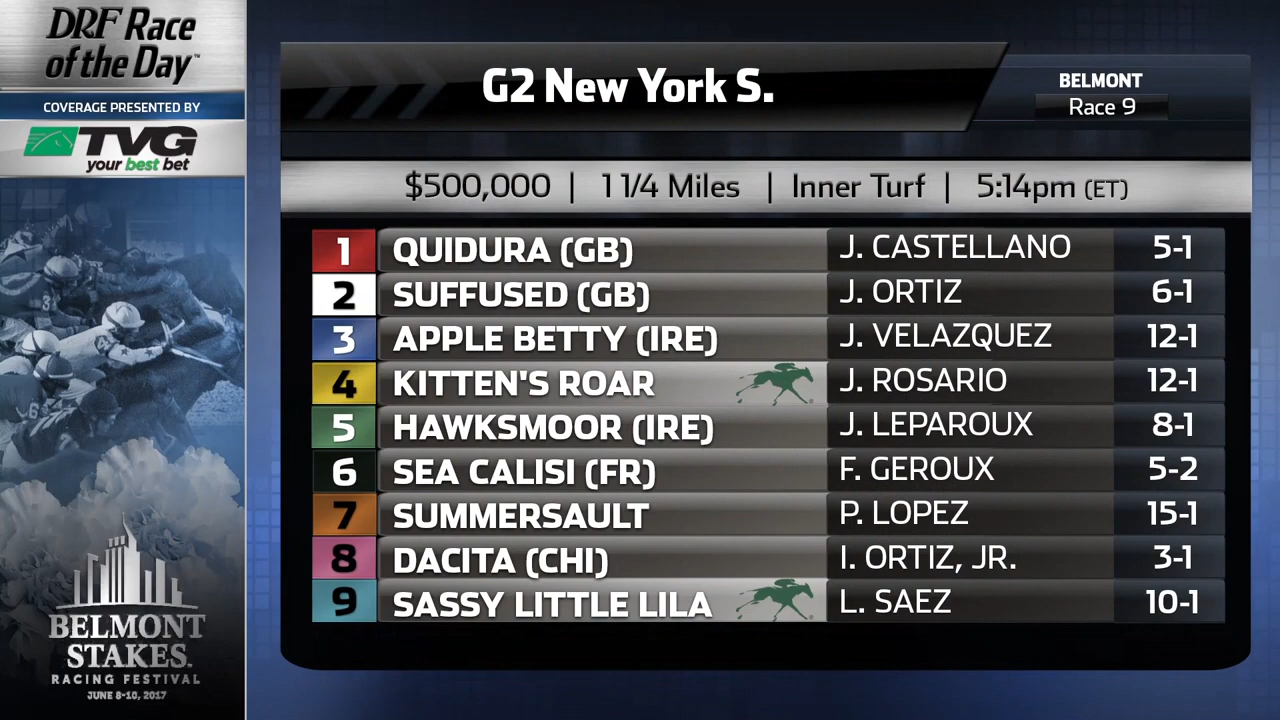 DRF Race
of the Day™
COVERAGE PRESENTED BY
TVG
your best bet
BELMONT
STAKES
RACING FESTIVAL
JUNE 8-10, 2017
G2 New York S.
BELMONT
Race 9
$500,000 | 1 1/4 Miles | Inner Turf | 5:14pm (ET)
1 QUIDURA (GB) J. CASTELLANO 5-1
2 SUFFUSED (GB) J. ORTIZ 6-1
3 APPLE BETTY (IRE) J. VELAZQUEZ 12-1
4 KITTEN'S ROAR J. ROSARIO 12-1
5 HAWKSMOOR (IRE) J. LEPAROUX 8-1
6 SEA CALISI (FR) F. GEROUX 5-2
7 SUMMERSAULT P. LOPEZ 15-1
8 DACITA (CHI) I. ORTIZ, JR. 3-1
9 SASSY LITTLE LILA L. SAEZ 10-1